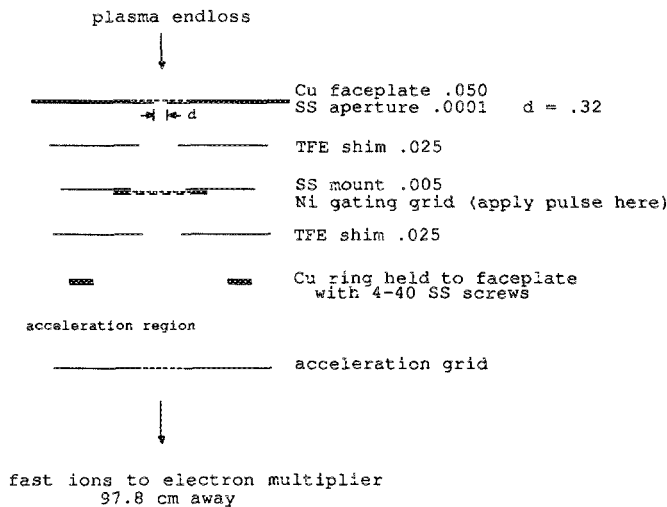 plasma endloss
Cu faceplate .050
SS aperture .0001 d = .32
d
TFE shim .025
SS mount .005
Ni gating grid (apply pulse here)
TFE shim .025
Cu ring held to faceplate
with 4-40 SS screws
acceleration region
acceleration grid
fast ions to electron multiplier
97.8 cm away